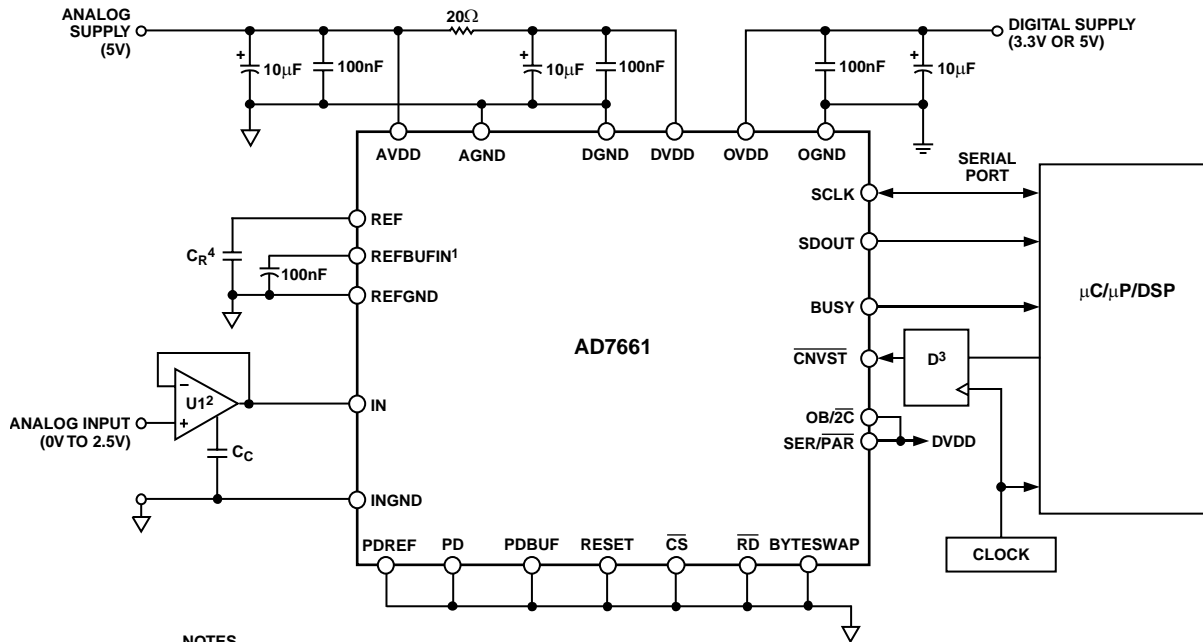 ANALOG
SUPPLY
(5V)
20Ω
DIGITAL SUPPLY
(3.3V OR 5V)
10μF
100nF
10μF
100nF
100nF
10μF
AVDD
AGND
DGND
DVDD
OVDD
OGND
SERIAL
PORT
SCLK
REF
CR4
REFBUFIN1
100nF
REFGND
SDOUT
BUSY
μC/μP/DSP
AD7661
CNVST
D3
−
U12
+
ANALOG INPUT
(0V TO 2.5V)
IN
OB/2C
SER/PAR
DVDD
CC
INGND
PDREF
PD
PDBUF
RESET
CS
RD
BYTESWAP
CLOCK
NOTES